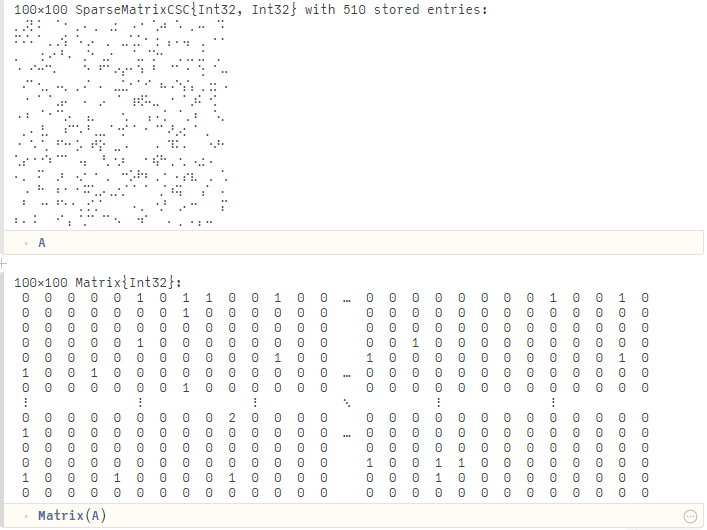 100×100 SparseMatrixCSC{Int32, Int32} with 510 stored entries:
A
100×100 Matrix{Int32}:
0 0 0 0 0 1 0 1 1 0 0 1 0 0 … 0 0 0 0 0 0 0 0 1 0 0 1 0
0 0 0 0 0 0 0 1 0 0 0 0 0 0 0 0 0 0 0 0 0 0 0 0 0 0 0
0 0 0 0 0 0 0 0 0 0 0 0 0 0 0 0 0 0 0 0 0 0 0 0 0 0 0
0 0 0 0 0 1 0 0 0 0 0 0 0 0 0 0 1 0 0 0 0 0 0 0 0 0 0
0 0 0 0 0 0 0 0 0 0 0 1 0 0 1 0 0 0 0 0 0 0 0 0 0 1 0
1 0 0 1 0 0 0 0 0 0 0 0 0 0 … 0 0 0 0 0 0 0 0 0 0 0 0 0
0 0 0 0 0 0 0 1 0 0 0 0 0 0 0 0 0 0 0 0 0 0 0 0 0 0 0
⋮ ⋮ ⋮ ⋱ ⋮ ⋮
0 0 0 0 0 0 0 0 0 2 0 0 0 0 0 0 0 0 0 0 0 0 0 0 0 0 0
1 0 0 0 0 0 0 0 0 0 0 0 0 0 … 0 0 0 0 0 0 0 0 0 0 0 0 0
0 0 0 0 0 0 0 0 0 0 0 0 0 0 0 0 0 0 0 0 0 0 0 0 0 0 0
0 0 0 0 0 0 0 0 0 0 0 0 0 0 1 0 0 1 1 0 0 0 0 0 0 0 0
1 0 0 0 1 0 0 0 0 1 0 0 0 0 0 0 0 1 0 0 0 0 0 0 0 0 0
0 0 0 0 0 0 0 0 0 0 0 0 0 0 0 0 0 0 0 0 0 0 0 0 0 0 0
Matrix(A)